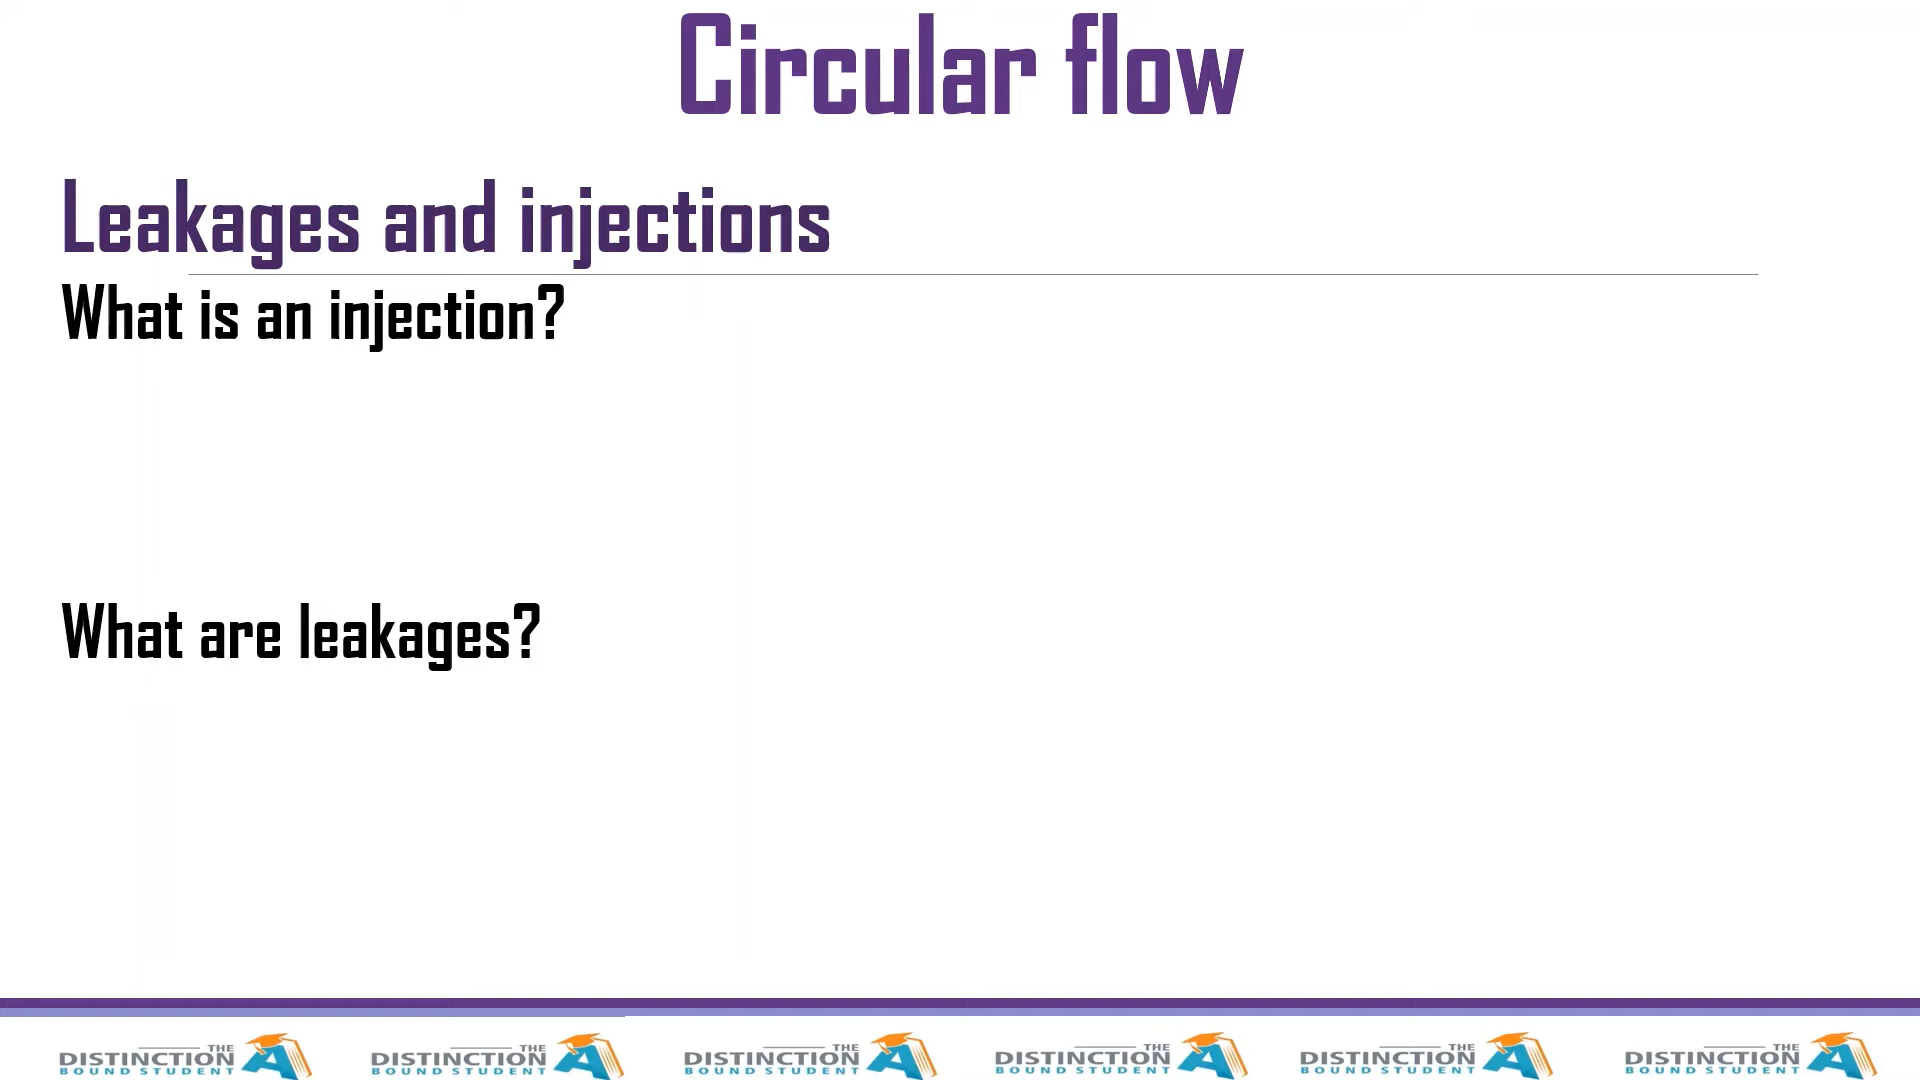 Circular flow
Leakages and injections
What is an injection?
What are leakages?
THE
DISTINCTION
BOUND STUDENT
THE
DISTINCTION
BOUND STUDENT
THE
DISTINCTION
BOUND STUDENT
THE
DISTINCTION
BOUND STUDENT
THE
DISTINCTION
BOUND STUDENT
THE
DISTINCTION
BOUND STUDENT